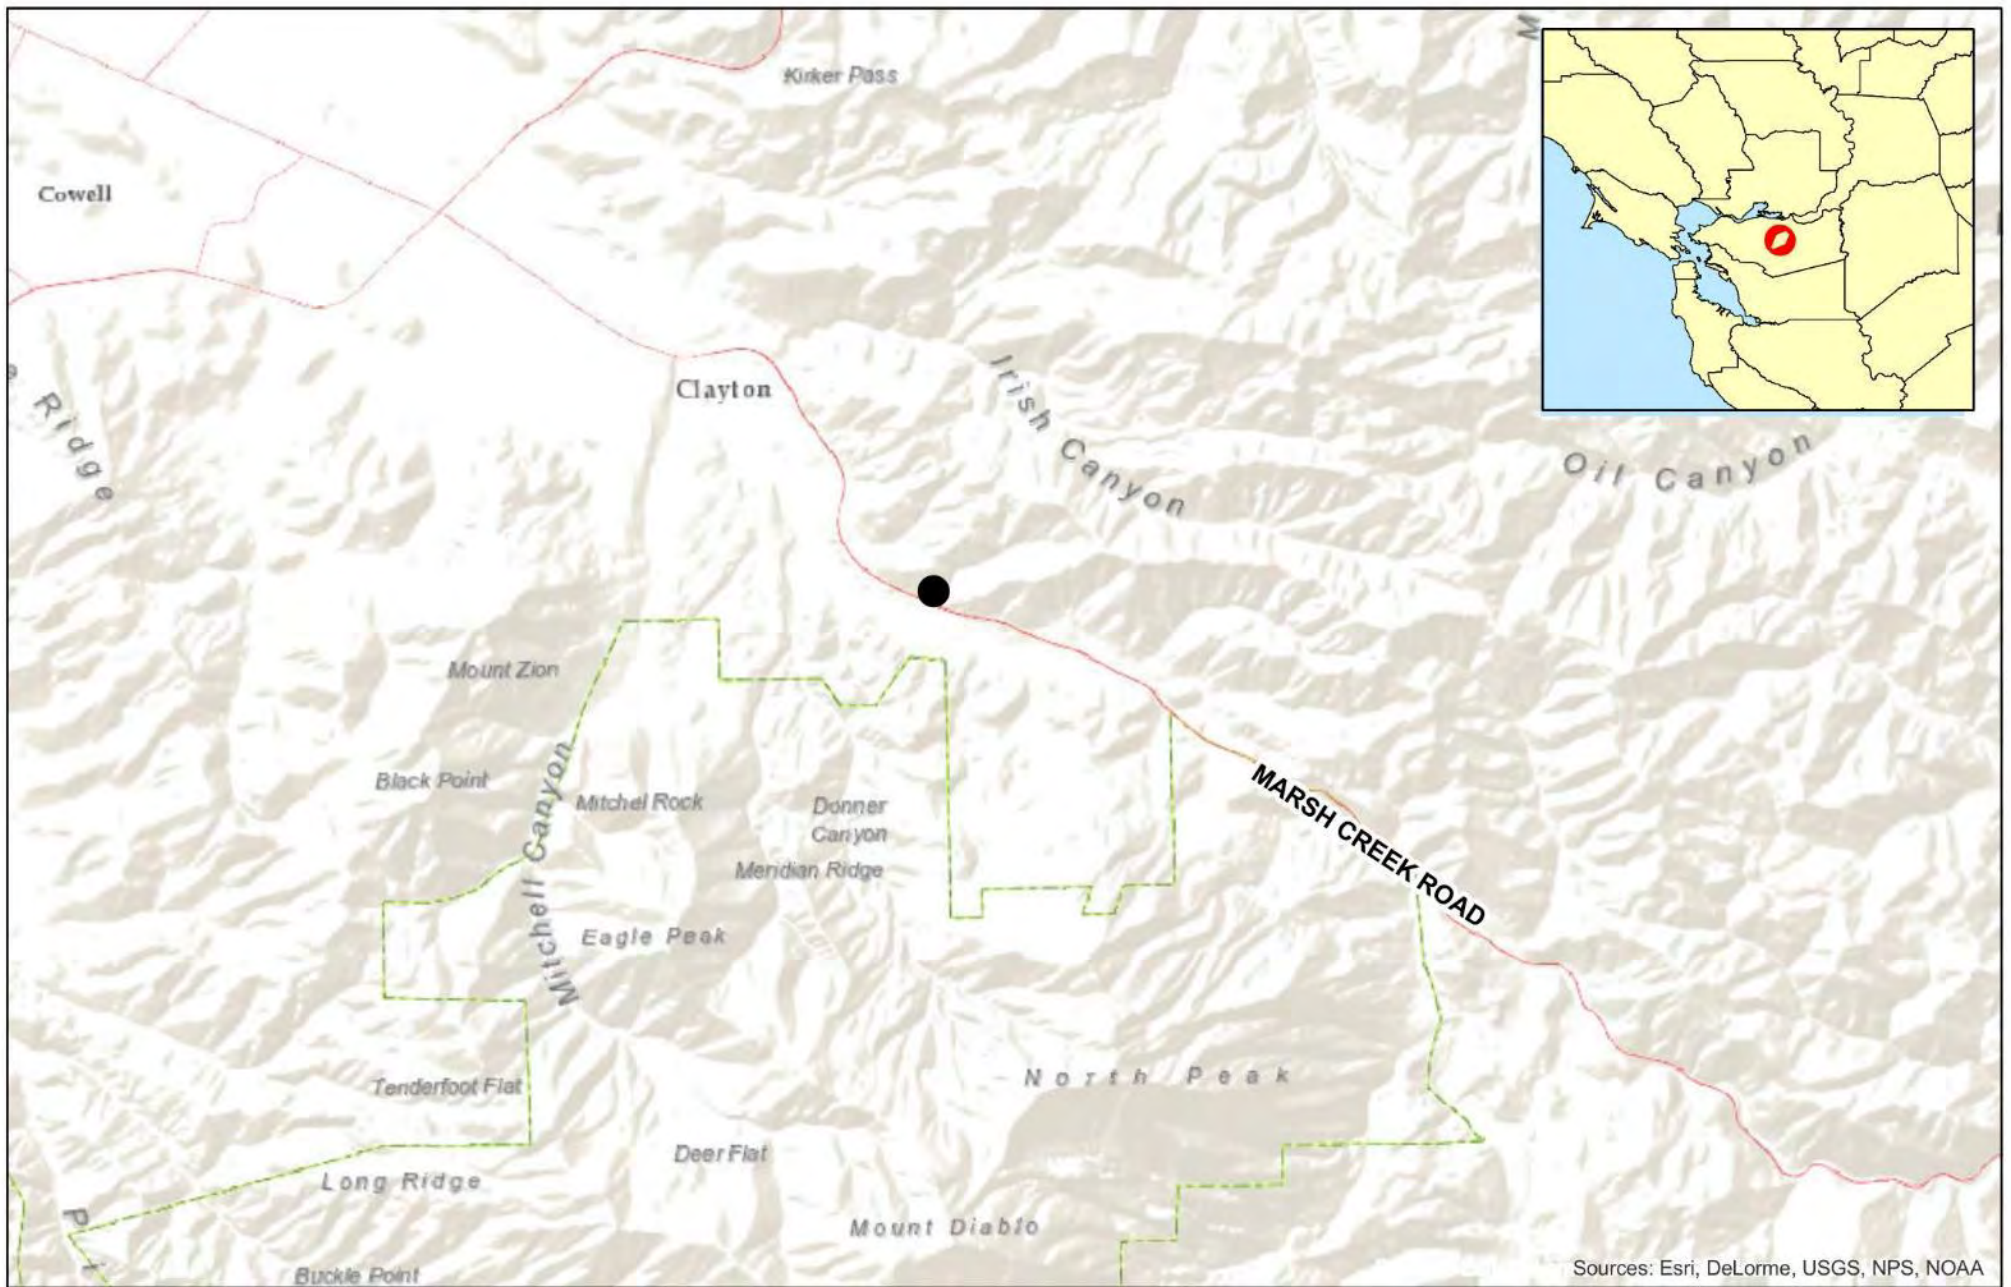 Kirker Pass
M
Cowell
Clayton
Irish Canyon
Ridge
Oil Canyon
Mount Zion
Black Point
Mitchell Canyon
Mitchel Rock
Donner
Canyon
Meridian Ridge
MARSH CREEK ROAD
Eagle Peak
North Peak
Tenderfoot Flat
Deer Flat
Long Ridge
Mount Diablo
Buckle Point
Sources: Esri, DeLorme, USGS, NPS, NOAA